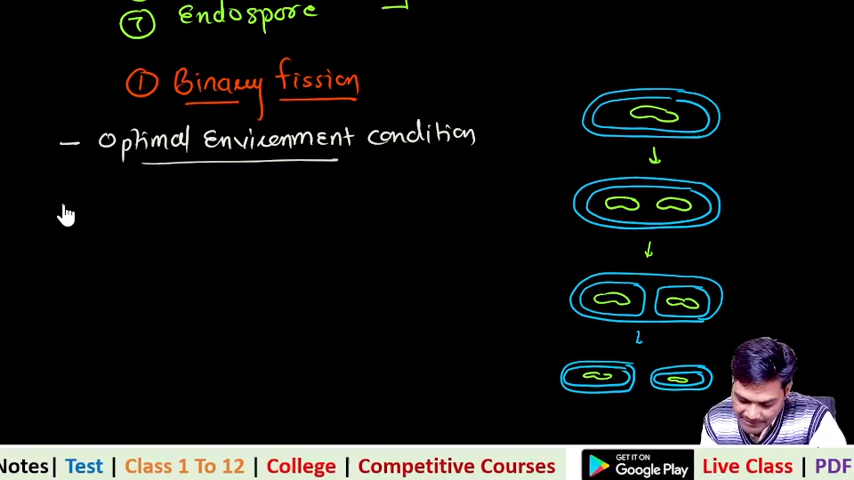 ⑦ Endospore
① Binary fission
- Optimal Environment condition
Notes| Test | Class 1 To 12 | College | Competitive Courses
GET IT ON
Google Play
Live Class | PDF